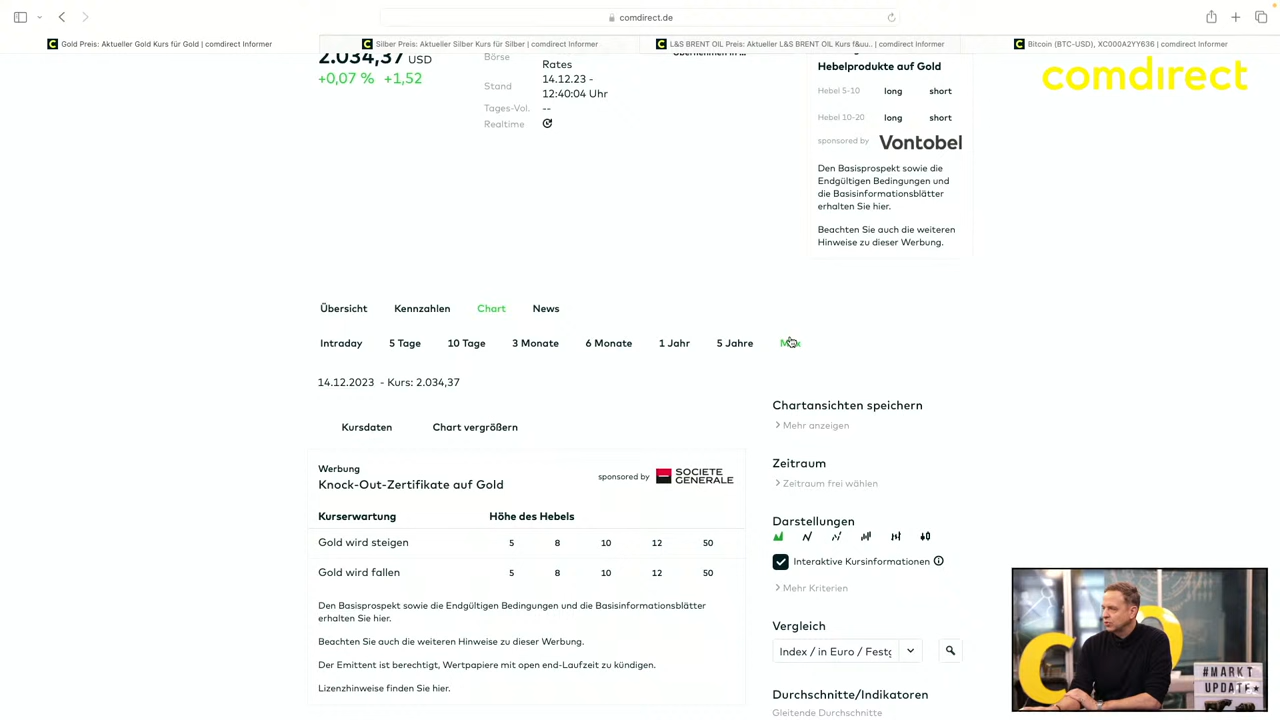 comdirect.de
Gold Preis: Aktueller Gold Kurs für Gold | comdirect Informer
Silber Preis: Aktueller Silber Kurs für Silber | comdirect Informer
L&S BRENT OIL Preis: Aktueller L&S BRENT OIL Kurs f&uu.. | comdirect Informer
Bitcoin (BTC-USD), XC000A2YY636 | comdirect Informer
2.034,37 USD
+0,07 % +1,52
Börse
Rates
Stand
14.12.23 -
12:40:04 Uhr
Tages-Vol. --
Realtime
Hebelprodukte auf Gold
Hebel 5-10 long short
Hebel 10-20 long short
sponsored by Vontobel
Den Basisprospekt sowie die
Endgültigen Bedingungen und
die Basisinformationsblätter
erhalten Sie hier.
Beachten Sie auch die weiteren
Hinweise zu dieser Werbung.
comdirect
Übersicht Kennzahlen Chart News
Intraday 5 Tage 10 Tage 3 Monate 6 Monate 1 Jahr 5 Jahre
14.12.2023 - Kurs: 2.034,37
Kursdaten Chart vergrößern
Werbung
Knock-Out-Zertifikate auf Gold
sponsored by SOCIETE GENERALE
Kurserwartung Höhe des Hebels
Gold wird steigen 5 8 10 12 50
Gold wird fallen 5 8 10 12 50
Den Basisprospekt sowie die Endgültigen Bedingungen und die Basisinformationsblätter
erhalten Sie hier.
Beachten Sie auch die weiteren Hinweise zu dieser Werbung.
Der Emittent ist berechtigt, Wertpapiere mit open end-Laufzeit zu kündigen.
Lizenzhinweise finden Sie hier.
Chartansichten speichern
Mehr anzeigen
Zeitraum
Zeitraum frei wählen
Darstellungen
Interaktive Kursinformationen
Mehr Kriterien
Vergleich
Index / in Euro / Festg
Durchschnitte/Indikatoren
Gleitende Durchschnitte
#MARKT
UPDATE